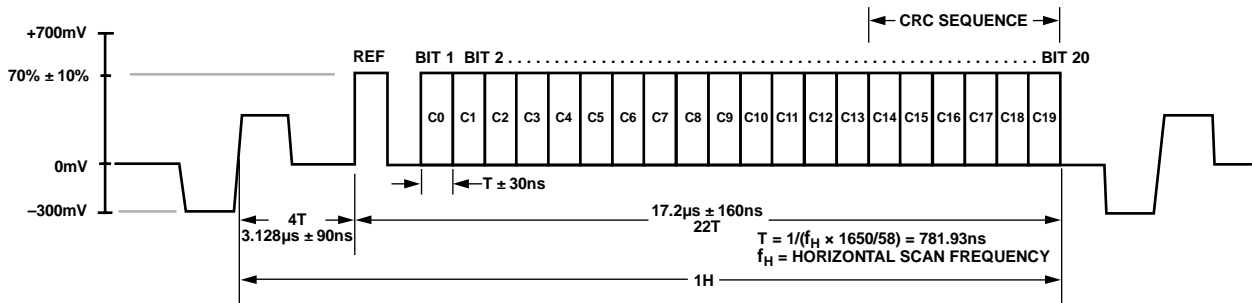 CRC SEQUENCE
+700mV
REF
BIT 1 BIT 2 . . . . . . . . . . . . . . . . . . . . . . . . . . . . . . . . . . . . . . . . . . . . . . . . . . . . . . . . . . . . . . . . . . . . . . . . . BIT 20
70% ± 10%
C0 C1 C2 C3 C4 C5 C6 C7 C8 C9 C10 C11 C12 C13 C14 C15 C16 C17 C18 C19
0mV
T ± 30ns
–300mV
4T
3.128µs ± 90ns
17.2µs ± 160ns
22T
T = 1/(fH × 1650/58) = 781.93ns
fH = HORIZONTAL SCAN FREQUENCY
1H